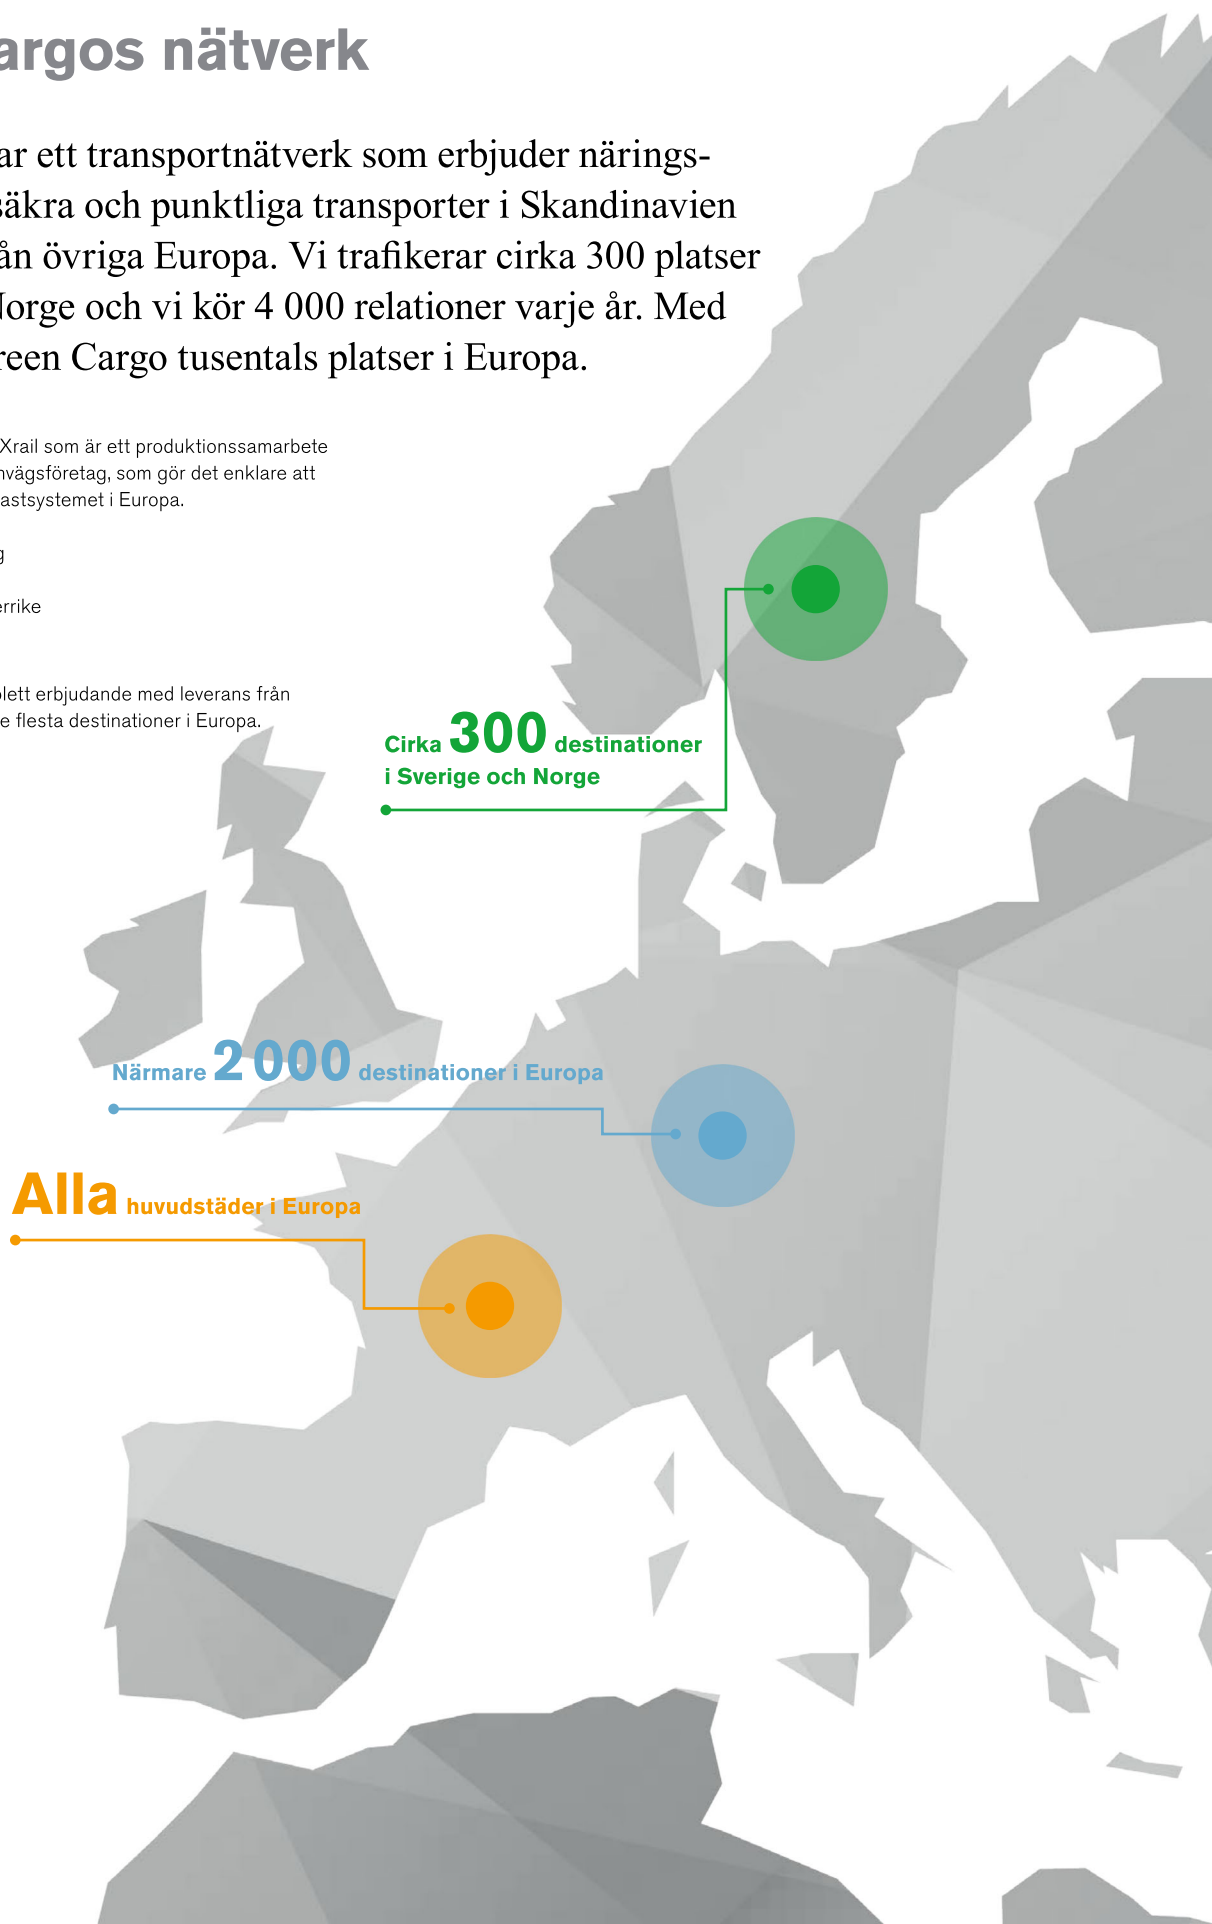 argos nätverk
ar ett transportnätverk som erbjuder närings-
säkra och punktliga transporter i Skandinavien
ån övriga Europa. Vi trafikerar cirka 300 platser
Norge och vi kör 4 000 relationer varje år. Med
reen Cargo tusentals platser i Europa.
Xrail som är ett produktionssamarbete
nvägsföretag, som gör det enklare att
astsystemet i Europa.
g
errike
lett erbjudande med leverans från
e flesta destinationer i Europa.
Cirka 300 destinationer
i Sverige och Norge
Närmare 2 000 destinationer i Europa
Alla huvudstäder i Europa